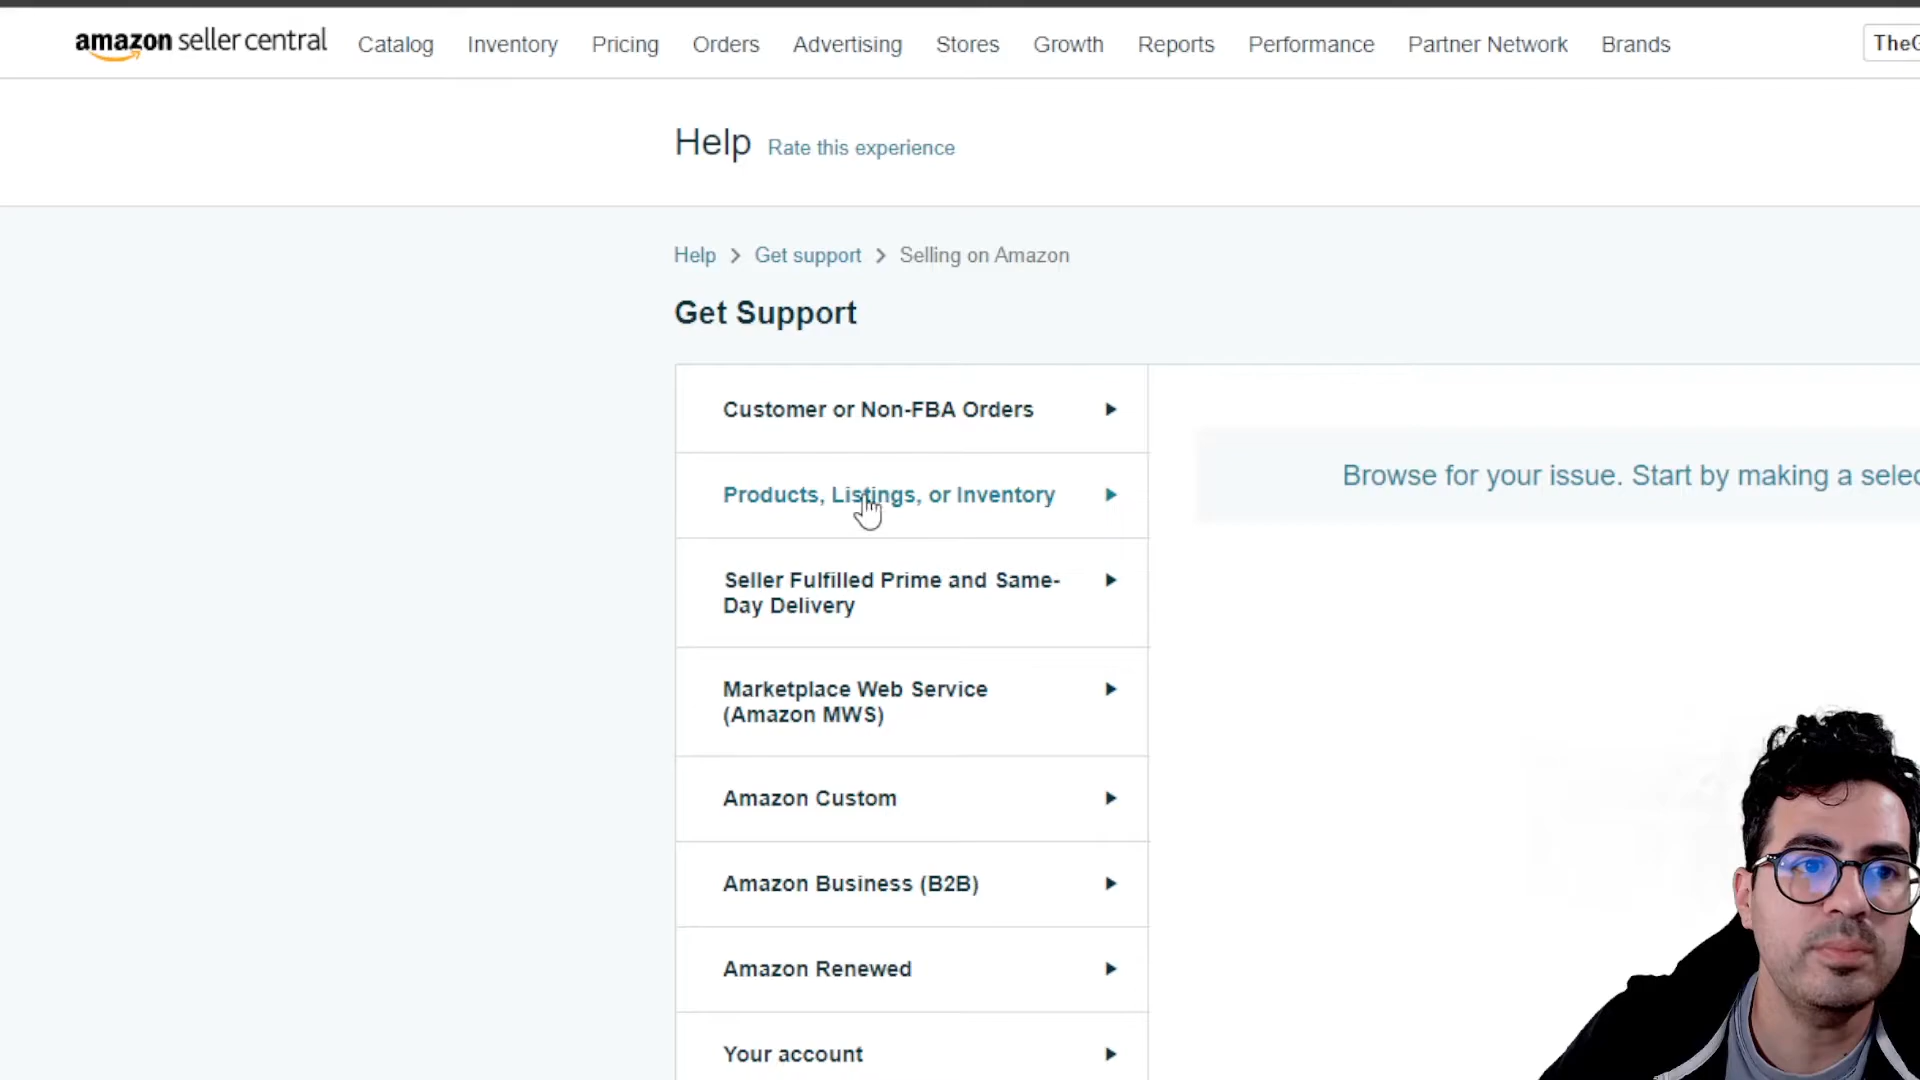 amazon seller central Catalog Inventory Pricing Orders Advertising Stores Growth Reports Performance Partner Network Brands
Help Rate this experience
Help > Get support > Selling on Amazon
Get Support
Customer or Non-FBA Orders
Browse for your issue. Start by making a
Products, Listings, or Inventory
Seller Fulfilled Prime and Same-
Day Delivery
Marketplace Web Service
(Amazon MWS)
Amazon Custom
Amazon Business (B2B)
Amazon Renewed
Your account